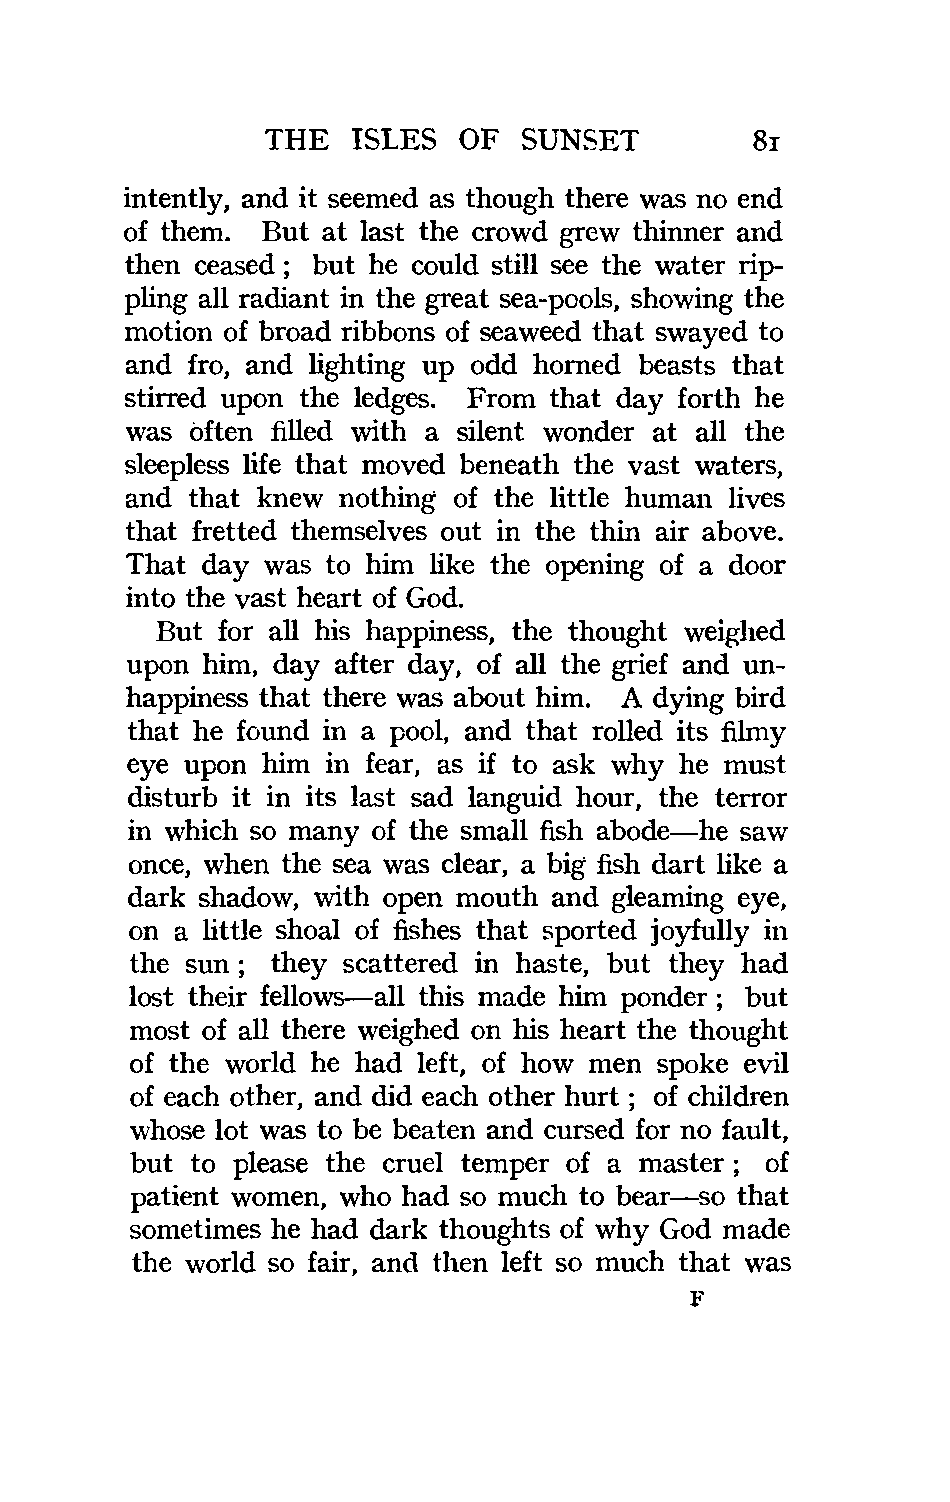 THE ISLES OF SUNSET 81
intently, and it seemed as though there was no end
of them. But at last the crowd grew thinner and
then ceased ; but he could still see the water rip-
pling all radiant in the great sea-pools, showing the
motion of broad ribbons of seaweed that swayed to
and fro, and lighting up odd horned beasts that
stirred upon the ledges. From that day forth he
was often filled with a silent wonder at all the
sleepless life that moved beneath the vast waters,
and that knew nothing of the little human lives
that fretted themselves out in the thin air above.
That day was to him like the opening of a door
into the vast heart of God.
But for all his happiness, the thought weighed
upon him, day after day, of all the grief and un-
happiness that there was about him. A dying bird
that he found in a pool, and that rolled its filmy
eye upon him in fear, as if to ask why he must
disturb it in its last sad languid hour, the terror
in which so many of the small fish abode—he saw
once, when the sea was clear, a big fish dart like a
dark shadow, with open mouth and gleaming eye,
on a little shoal of fishes that sported joyfully in
the sun ; they scattered in haste, but they had
lost their fellows—all this made him ponder ; but
most of all there weighed on his heart the thought
of the world he had left, of how men spoke evil
of each other, and did each other hurt ; of children
whose lot was to be beaten and cursed for no fault,
but to please the cruel temper of a master ; of
patient women, who had so much to bear—so that
sometimes he had dark thoughts of why God made
the world so fair, and then left so much that was
F